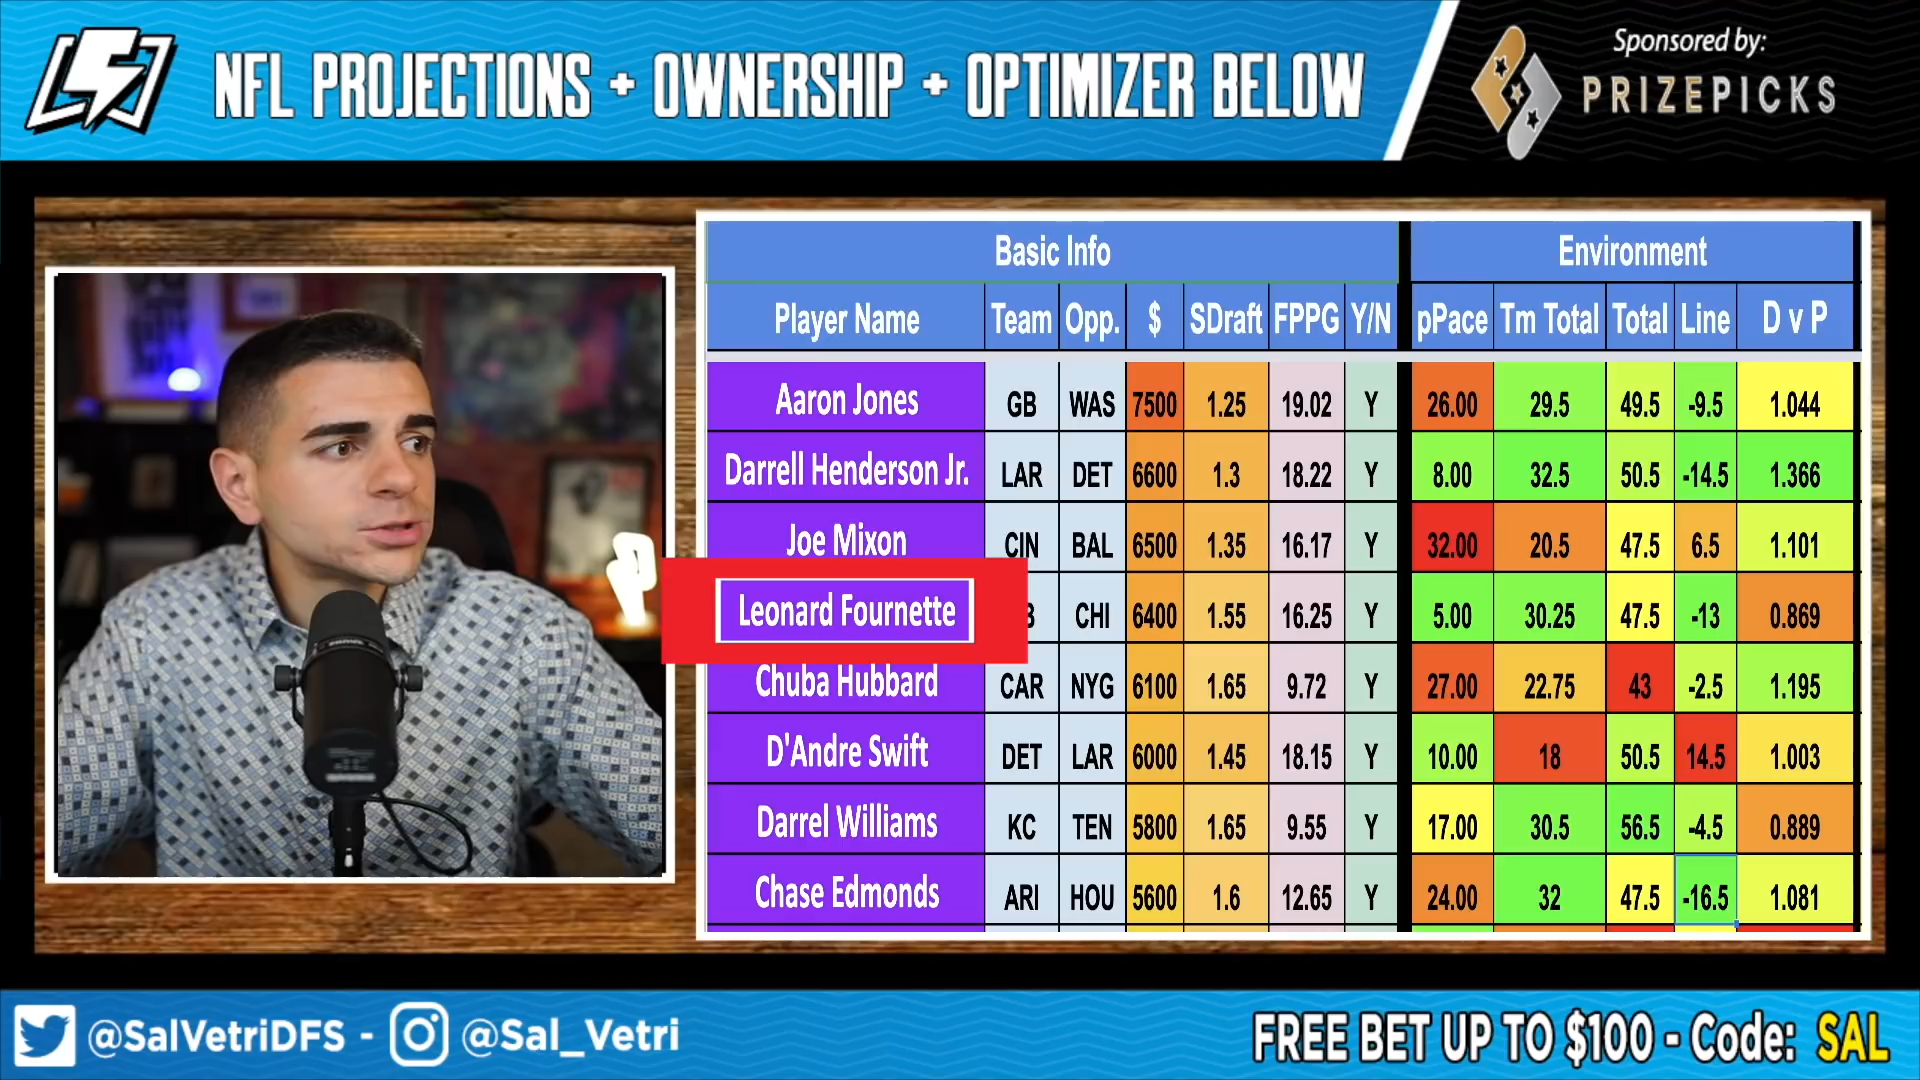 NFL PROJECTIONS + OWNERSHIP + OPTIMIZER BELOW
Sponsored by:
PRIZEPICKS
Basic Info Environment
Player Name Team Opp. $ SDraft FPPG Y/N pPace Tm Total Total Line D v P
Aaron Jones GB WAS 7500 1.25 19.02 Y 26.00 29.5 49.5 -9.5 1.044
Darrell Henderson Jr. LAR DET 6600 1.3 18.22 Y 8.00 32.5 50.5 -14.5 1.366
Joe Mixon CIN BAL 6500 1.35 16.17 Y 32.00 20.5 47.5 6.5 1.101
Leonard Fournette CHI 6400 1.55 16.25 Y 5.00 30.25 47.5 -13 0.869
Chuba Hubbard CAR NYG 6100 1.65 9.72 Y 27.00 22.75 43 -2.5 1.195
D'Andre Swift DET LAR 6000 1.45 18.15 Y 10.00 18 50.5 14.5 1.003
Darrel Williams KC TEN 5800 1.65 9.55 Y 17.00 30.5 56.5 -4.5 0.889
Chase Edmonds ARI HOU 5600 1.6 12.65 Y 24.00 32 47.5 -16.5 1.081
@SalVetriDFS - @Sal_Vetri
FREE BET UP TO $100 - Code: SAL